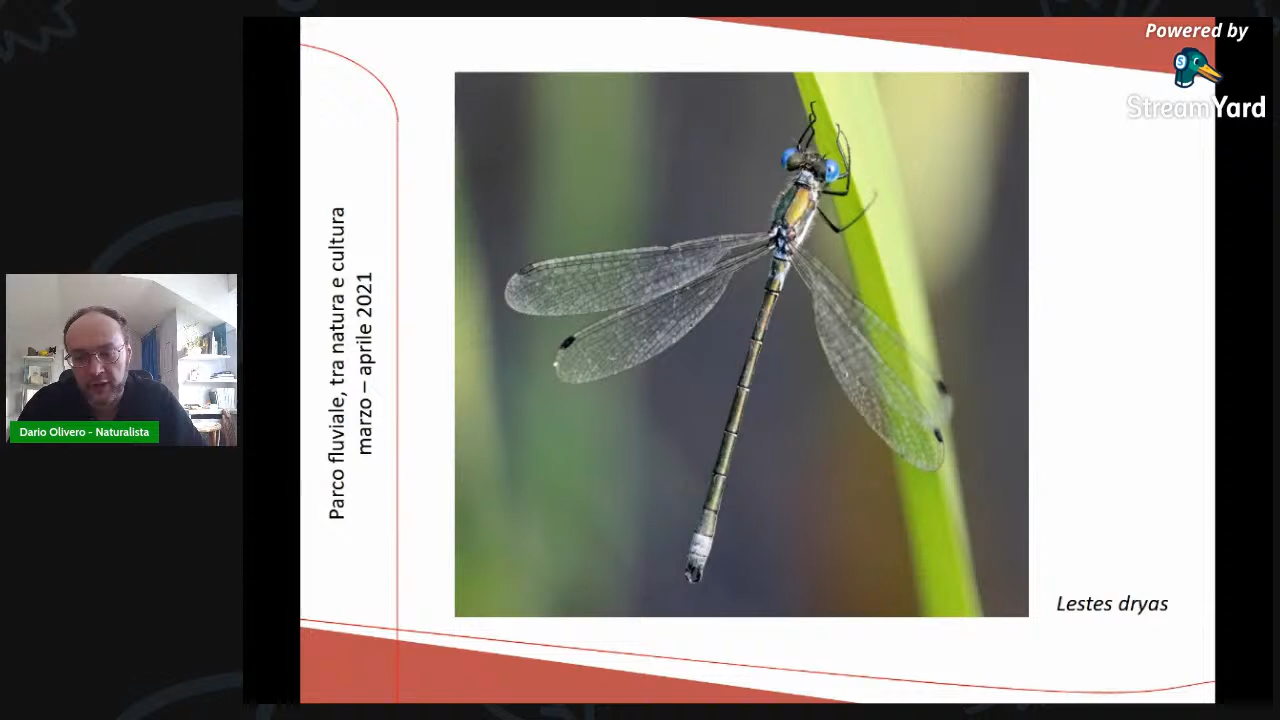 Powered by
StreamYard
Parco fluviale, tra natura e cultura
marzo – aprile 2021
Dario Olivero - Naturalista
Lestes dryas